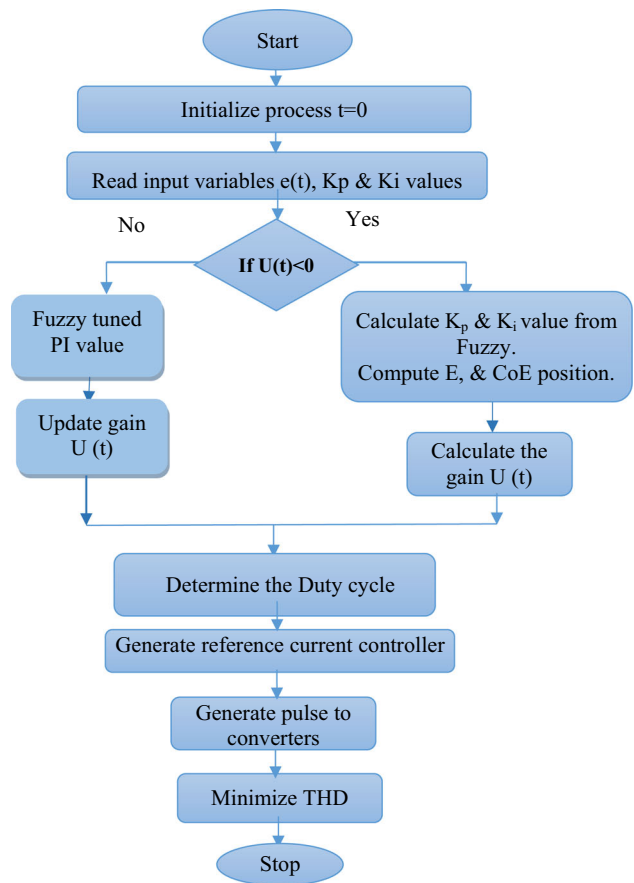 Start
Initialize process t=0
Read input variables e(t), Kp & Ki values
No
Yes
If U(t)<0
Fuzzy tuned
PI value
Update gain
U (t)
Calculate Kp & Ki value from
Fuzzy.
Compute E, & CoE position.
Calculate the
gain U (t)
Determine the Duty cycle
Generate reference current controller
Generate pulse to
converters
Minimize THD
Stop